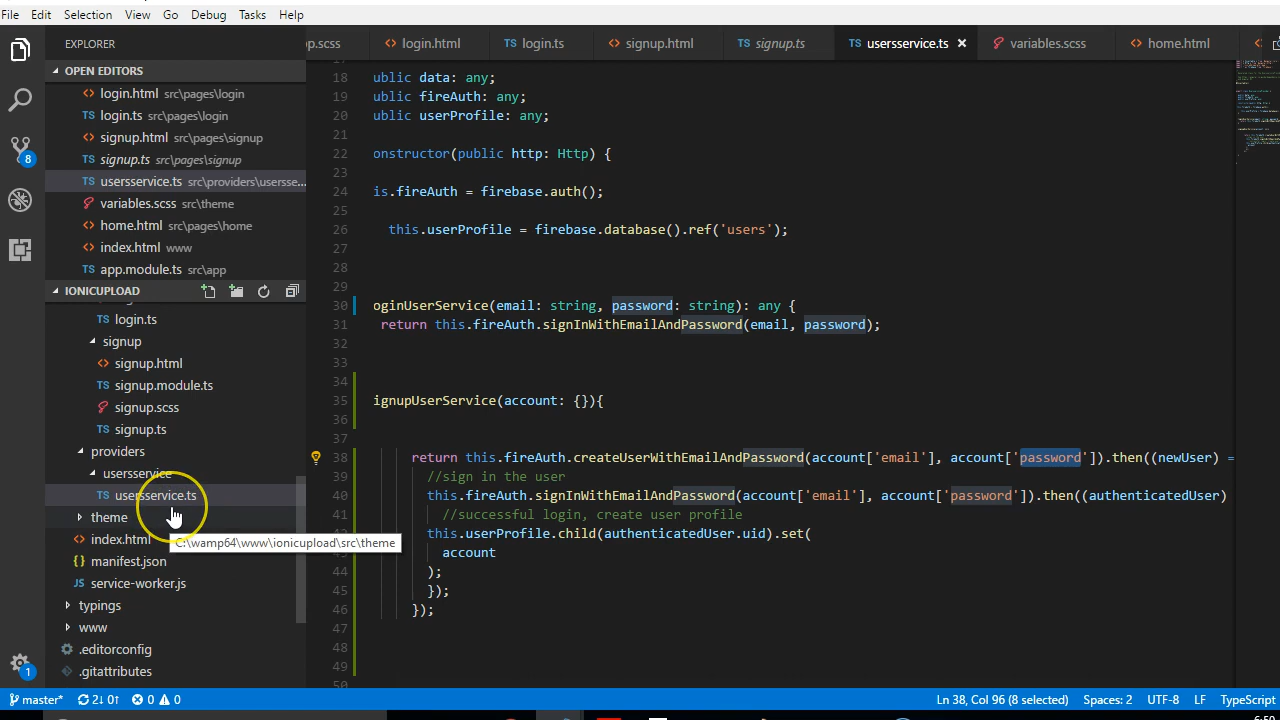 File Edit Selection View Go Debug Tasks Help
EXPLORER
OPEN EDITORS
login.html src\pages\login
login.ts src\pages\login
signup.html src\pages\signup
signup.ts src\pages\signup
usersservice.ts src\providers\usersse...
variables.scss src\theme
home.html src\pages\home
index.html www
app.module.ts src\app
IONICUPLOAD
login.ts
signup
signup.html
signup.module.ts
signup.scss
signup.ts
providers
usersservice
usersservice.ts
theme
index.html
C:\wamp64\www\ionicupload\src\theme
manifest.json
service-worker.js
typings
www
.editorconfig
.gitattributes
8
1
p.scss login.html login.ts signup.html signup.ts usersservice.ts variables.scss home.html
17
18 ublic data: any;
19 ublic fireAuth: any;
20 ublic userProfile: any;
21
22 onstructor(public http: Http) {
23
24 is.fireAuth = firebase.auth();
25
26 this.userProfile = firebase.database().ref('users');
27
28
30 oginUserService(email: string, password: string): any {
31 return this.fireAuth.signInWithEmailAndPassword(email, password);
32
33
34
35 ignupUserService(account: {}){
36
37
38 return this.fireAuth.createUserWithEmailAndPassword(account['email'], account['password']).then((newUser) =
39 //sign in the user
40 this.fireAuth.signInWithEmailAndPassword(account['email'], account['password']).then((authenticatedUser)
41 //successful login, create user profile
42 this.userProfile.child(authenticatedUser.uid).set(
account
44 );
45 });
46 });
47
48
49
50
master* 2↓ 0↑ 0 0 Ln 38, Col 96 (8 selected) Spaces: 2 UTF-8 LF TypeScript